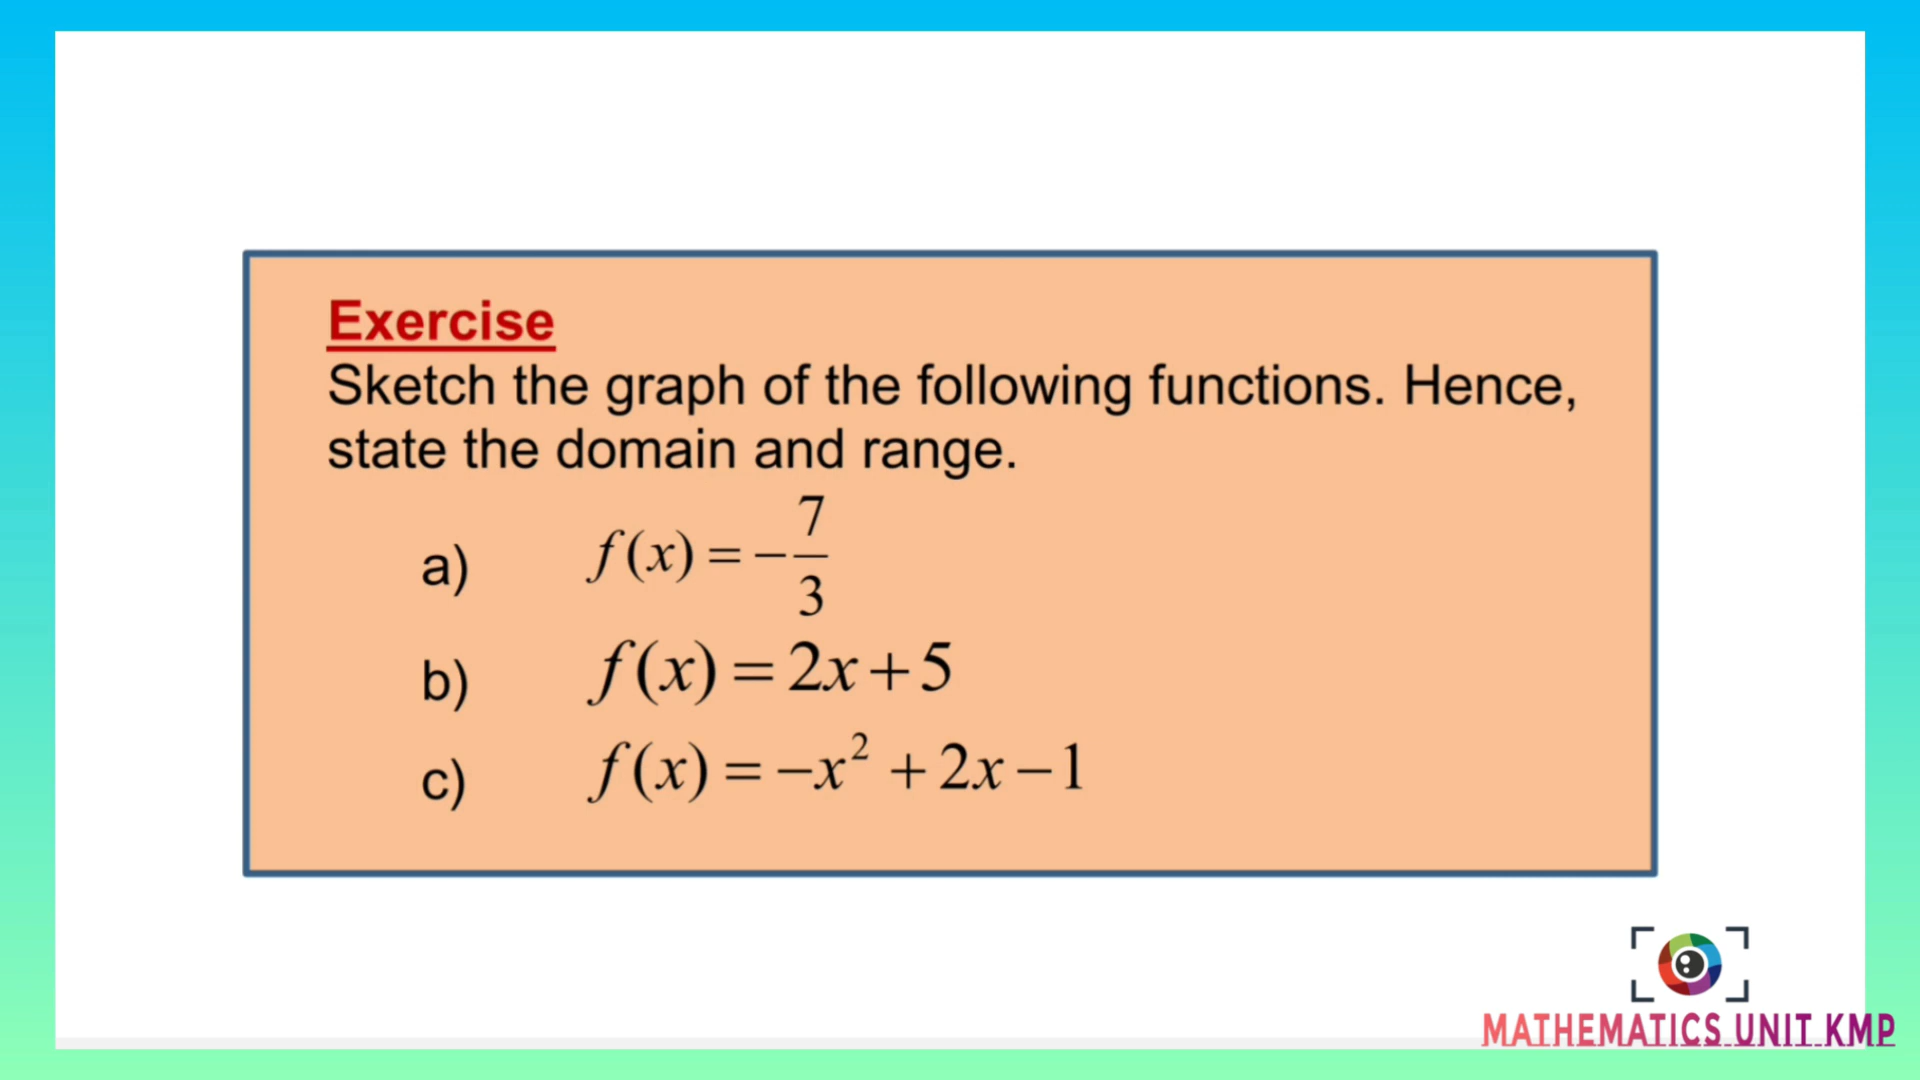 Exercise
Sketch the graph of the following functions. Hence,
state the domain and range.
a) f(x) = -7/3
b) f(x) = 2x+5
c) f(x) = -x² + 2x - 1
MATHEMATICS UNIT KMP